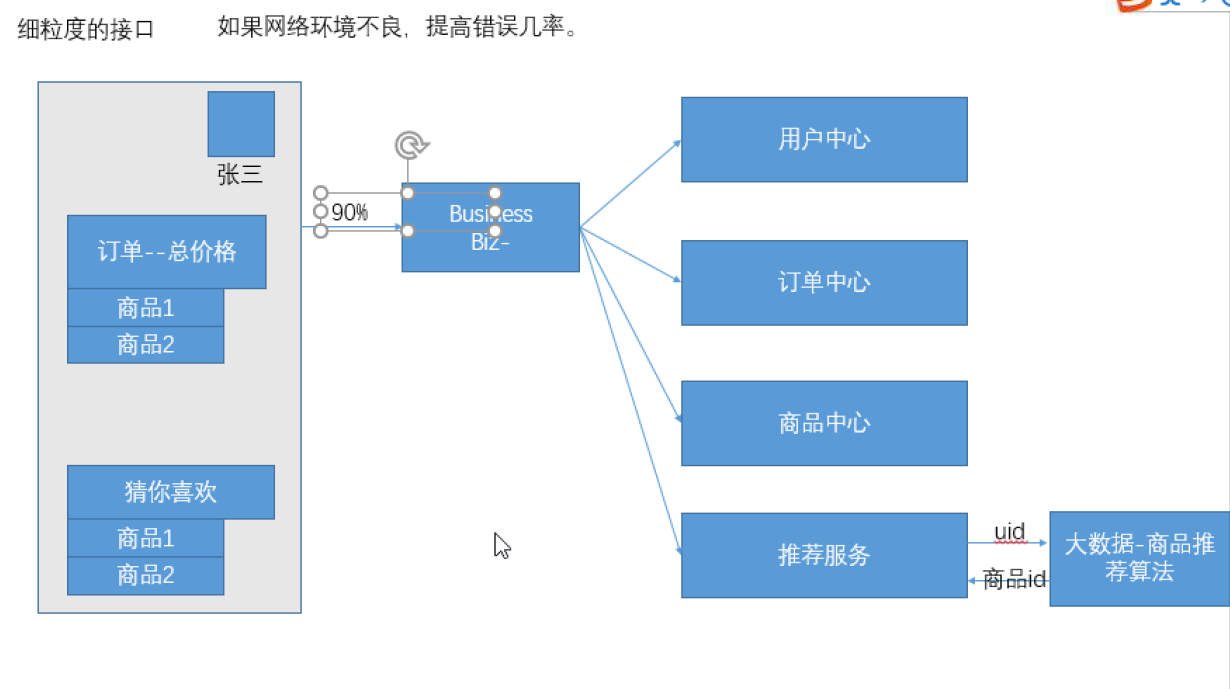 细粒度的接口
如果网络环境不良，提高错误几率。
张三
订单--总价格
商品1
商品2
猜你喜欢
商品1
商品2
90%
Business
Biz-
用户中心
订单中心
商品中心
推荐服务
uid
商品id
大数据-商品推
荐算法